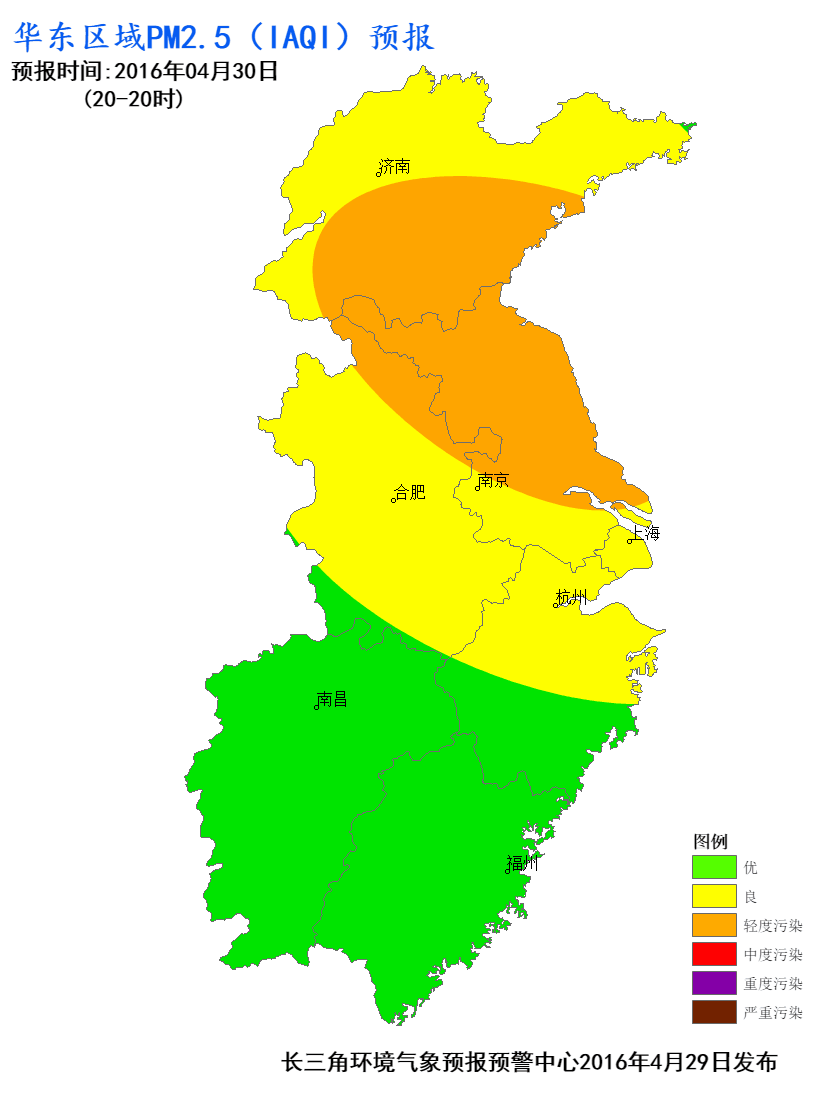 华东区域PM2.5（IAQI）预报
预报时间:2016年04月30日
(20-20时)
济南
南京
合肥
上海
杭州
南昌
福州
图例
优
良
轻度污染
中度污染
重度污染
严重污染
长三角环境气象预报预警中心2016年4月29日发布